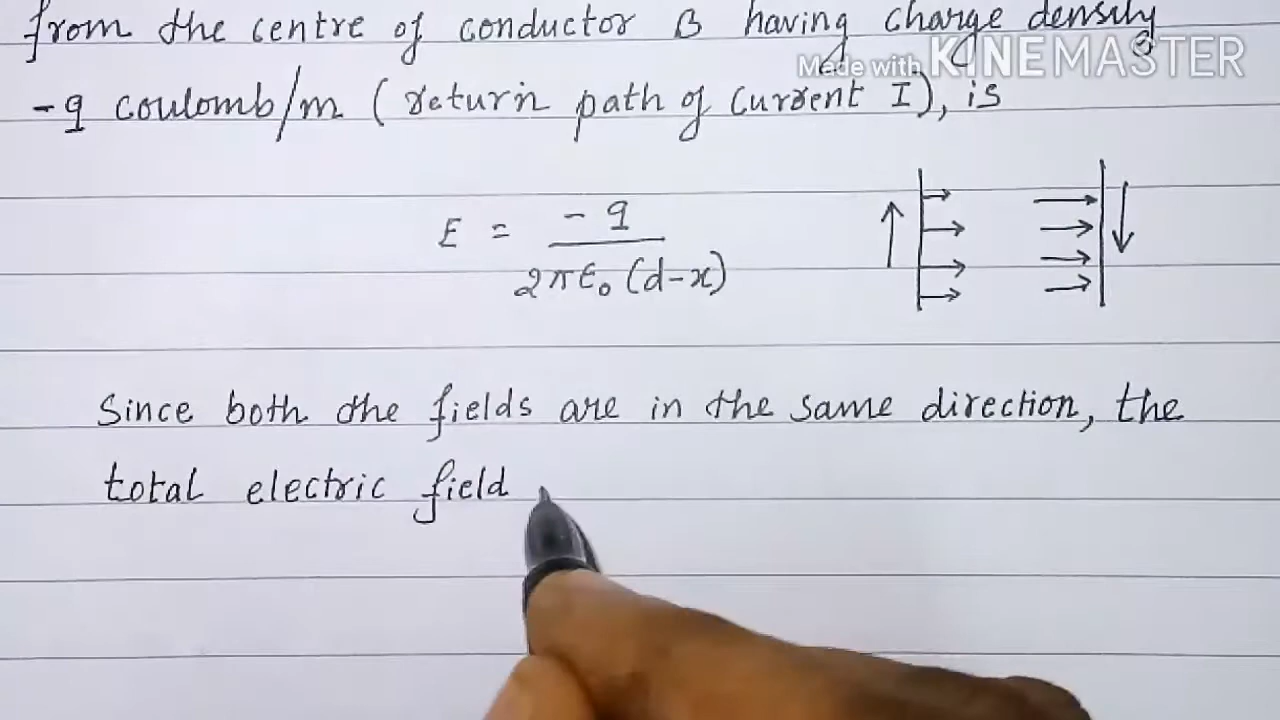 from the centre of conductor B having charge density
Made with KINEMASTER
-q coulomb/m (return path of current I), is
E = -q / 2πε₀(d-x)
Since both the fields are in the same direction, the
total electric field